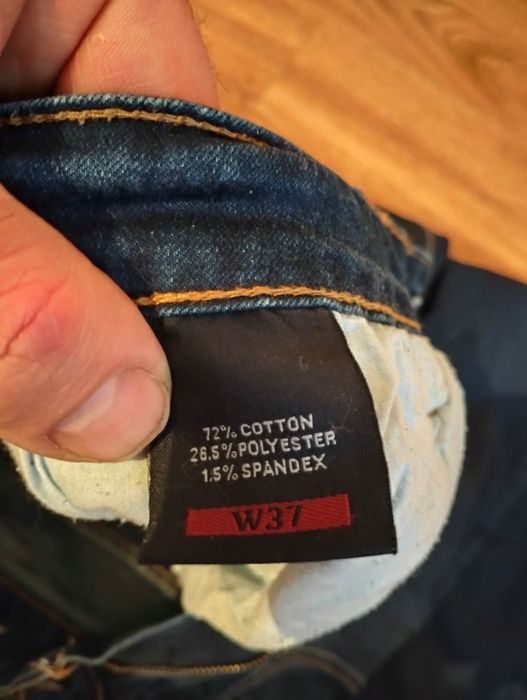 72% COTTON
26.5% POLYESTER
1.5% SPANDEX
W37